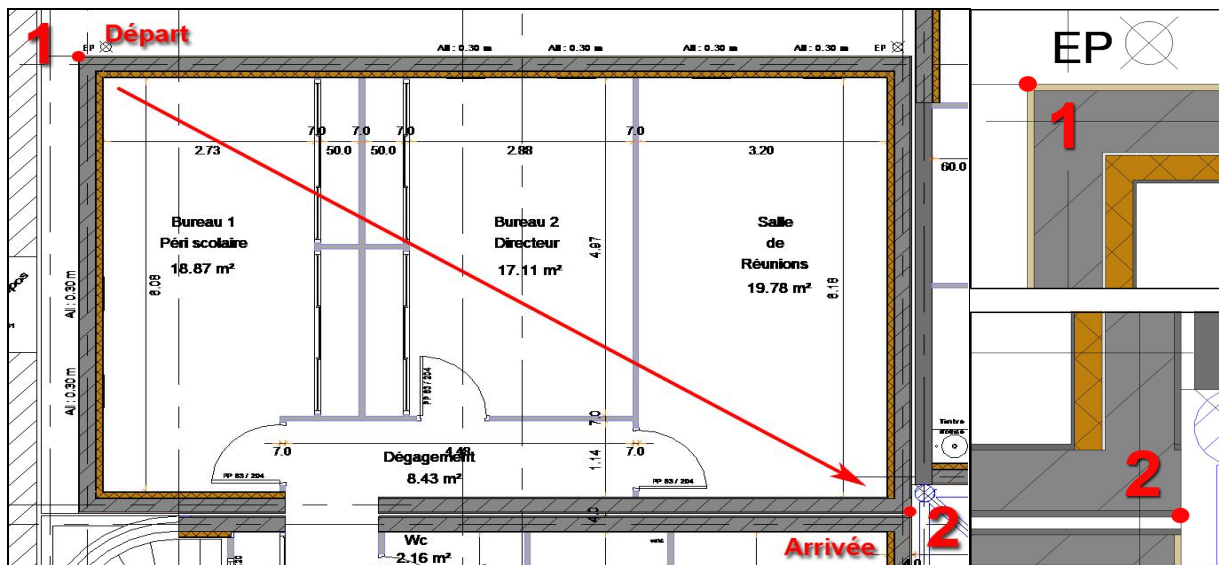 1
Départ
EP
All : 0.30 m
All : 0.30 m
All : 0.30 m
All : 0.30 m
EP
7.0
7.0
7.0
7.0
2.73
50.0
50.0
2.88
3.20
60.0
Bureau 1
Péri scolaire
18.87 m²
Bureau 2
Directeur
17.11 m²
Salle
de
Réunions
19.78 m²
4.97
All : 0.30 m
All : 0.30 m
PP 83 / 204
7.0
7.0
7.0
4.48
Dégagement
8.43 m²
1.14
PP 83 / 204
PP 83 / 204
4.0
Wc
2.16 m²
Arrivée
2
EP
1
2